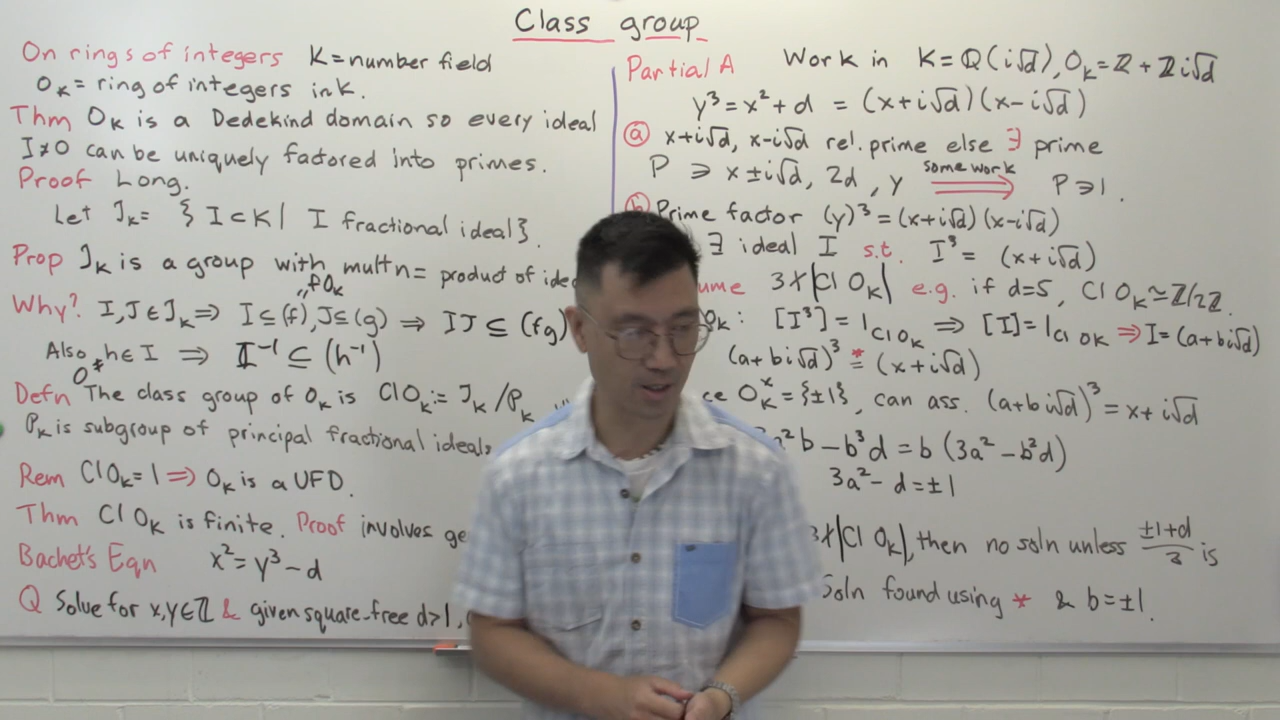 Class group
On rings of integers K = number field
O_K = ring of integers in K.
Thm O_K is a Dedekind domain so every ideal
I≠0 can be uniquely factored into primes.
Proof Long.
Let J_K = { I ⊂ K | I fractional ideal}.
Prop J_K is a group with multn = product of
Why? I, J ∈ J_K ⇒ I ⊆ (f), J ⊆ (g) ⇒ IJ ⊆ (fg)
" fO_K
Also 0 ≠ h ∈ I ⇒ I⁻¹ ⊆ (h⁻¹)
Defn The class group of O_K is Cl O_K := J_K / P_K
P_K is subgroup of principal fractional ideals
Rem Cl O_K = 1 ⇒ O_K is a UFD.
Thm Cl O_K is finite. Proof involves
Bachet's Eqn x² = y³ - d
Q Solve for x, y ∈ ℤ & given square-free d>1,
Partial A Work in K = ℚ(i√d), O_K = ℤ + ℤi√d
y³ = x² + d = (x+i√d)(x-i√d)
(a) x+i√d, x-i√d rel. prime else ∃ prime
P ∋ x±i√d, 2d, y some work ⟹ P ∋ 1.
Prime factor (y)³ = (x+i√d)(x-i√d)
∃ ideal I s.t. I³ = (x+i√d)
3∤|Cl O_K| e.g. if d=5, Cl O_K ≃ ℤ/2ℤ.
: [I³] = 1_{Cl O_K} ⇒ [I] = 1_{Cl O_K} ⇒ I = (a+bi√d)
(a+bi√d)³ =* (x+i√d)
O_K^× = {±1}, can ass. (a+bi√d)³ = x+i√d
b - b³d = b(3a² - b²d)
3a² - d = ±1
3∤|Cl O_K|, then no soln unless (±1+d)/3 is
Soln found using * & b = ±1.